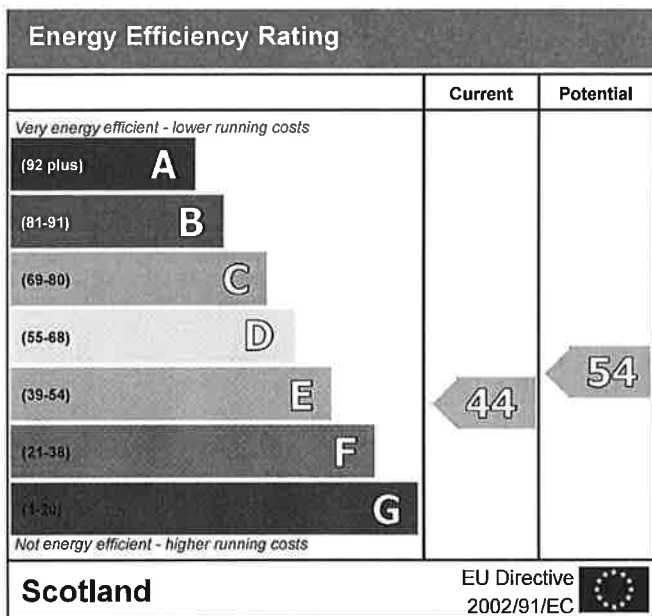 Energy Efficiency Rating
Current Potential
Very energy efficient - lower running costs
(92 plus) A
(81-91) B
(69-80) C
(55-68) D
(39-54) E
44
54
(21-38) F
(1-20) G
Not energy efficient - higher running costs
Scotland
EU Directive
2002/91/EC